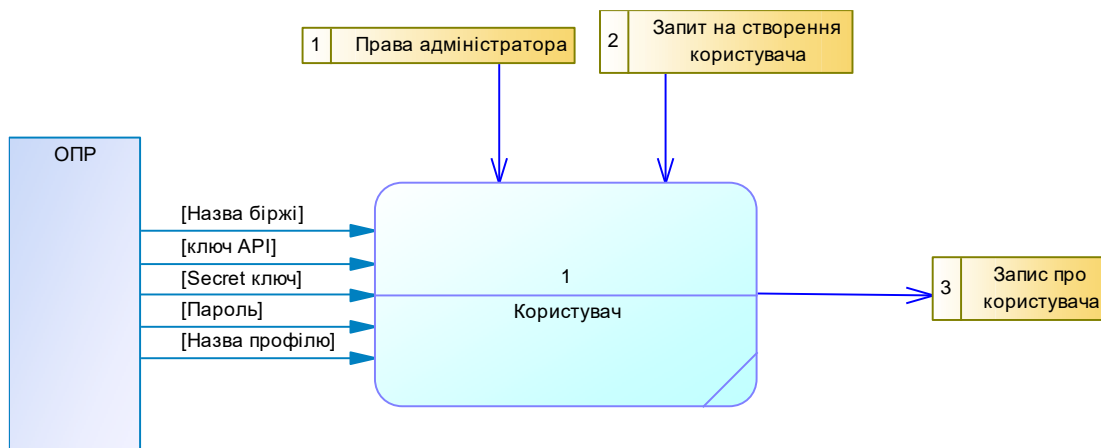 1 Права адміністратора
2 Запит на створення
користувача
ОПР
[Назва біржі]
[ключ API]
[Secret ключ]
[Пароль]
[Назва профілю]
1
Користувач
3 Запис про
користувача